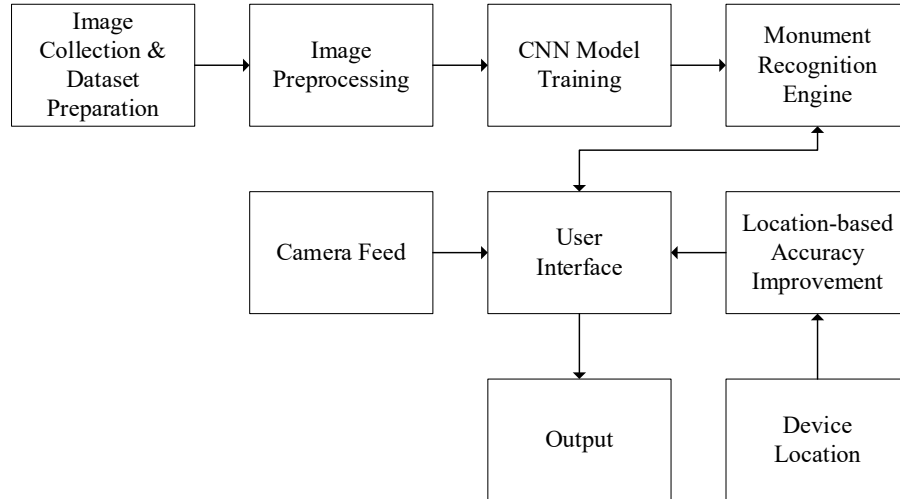 Image
Collection &
Dataset
Preparation
Image
Preprocessing
CNN Model
Training
Monument
Recognition
Engine
Camera Feed
User
Interface
Location-based
Accuracy
Improvement
Output
Device
Location